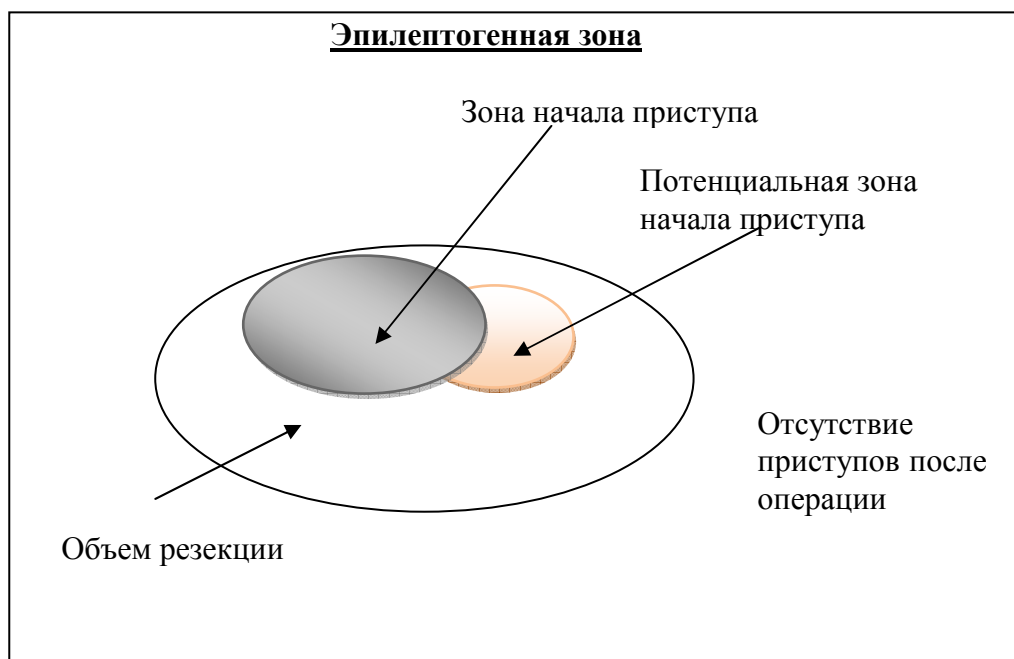 Эпилептогенная зона
Зона начала приступа
Потенциальная зона
начала приступа
Отсутствие
приступов после
операции
Объем резекции